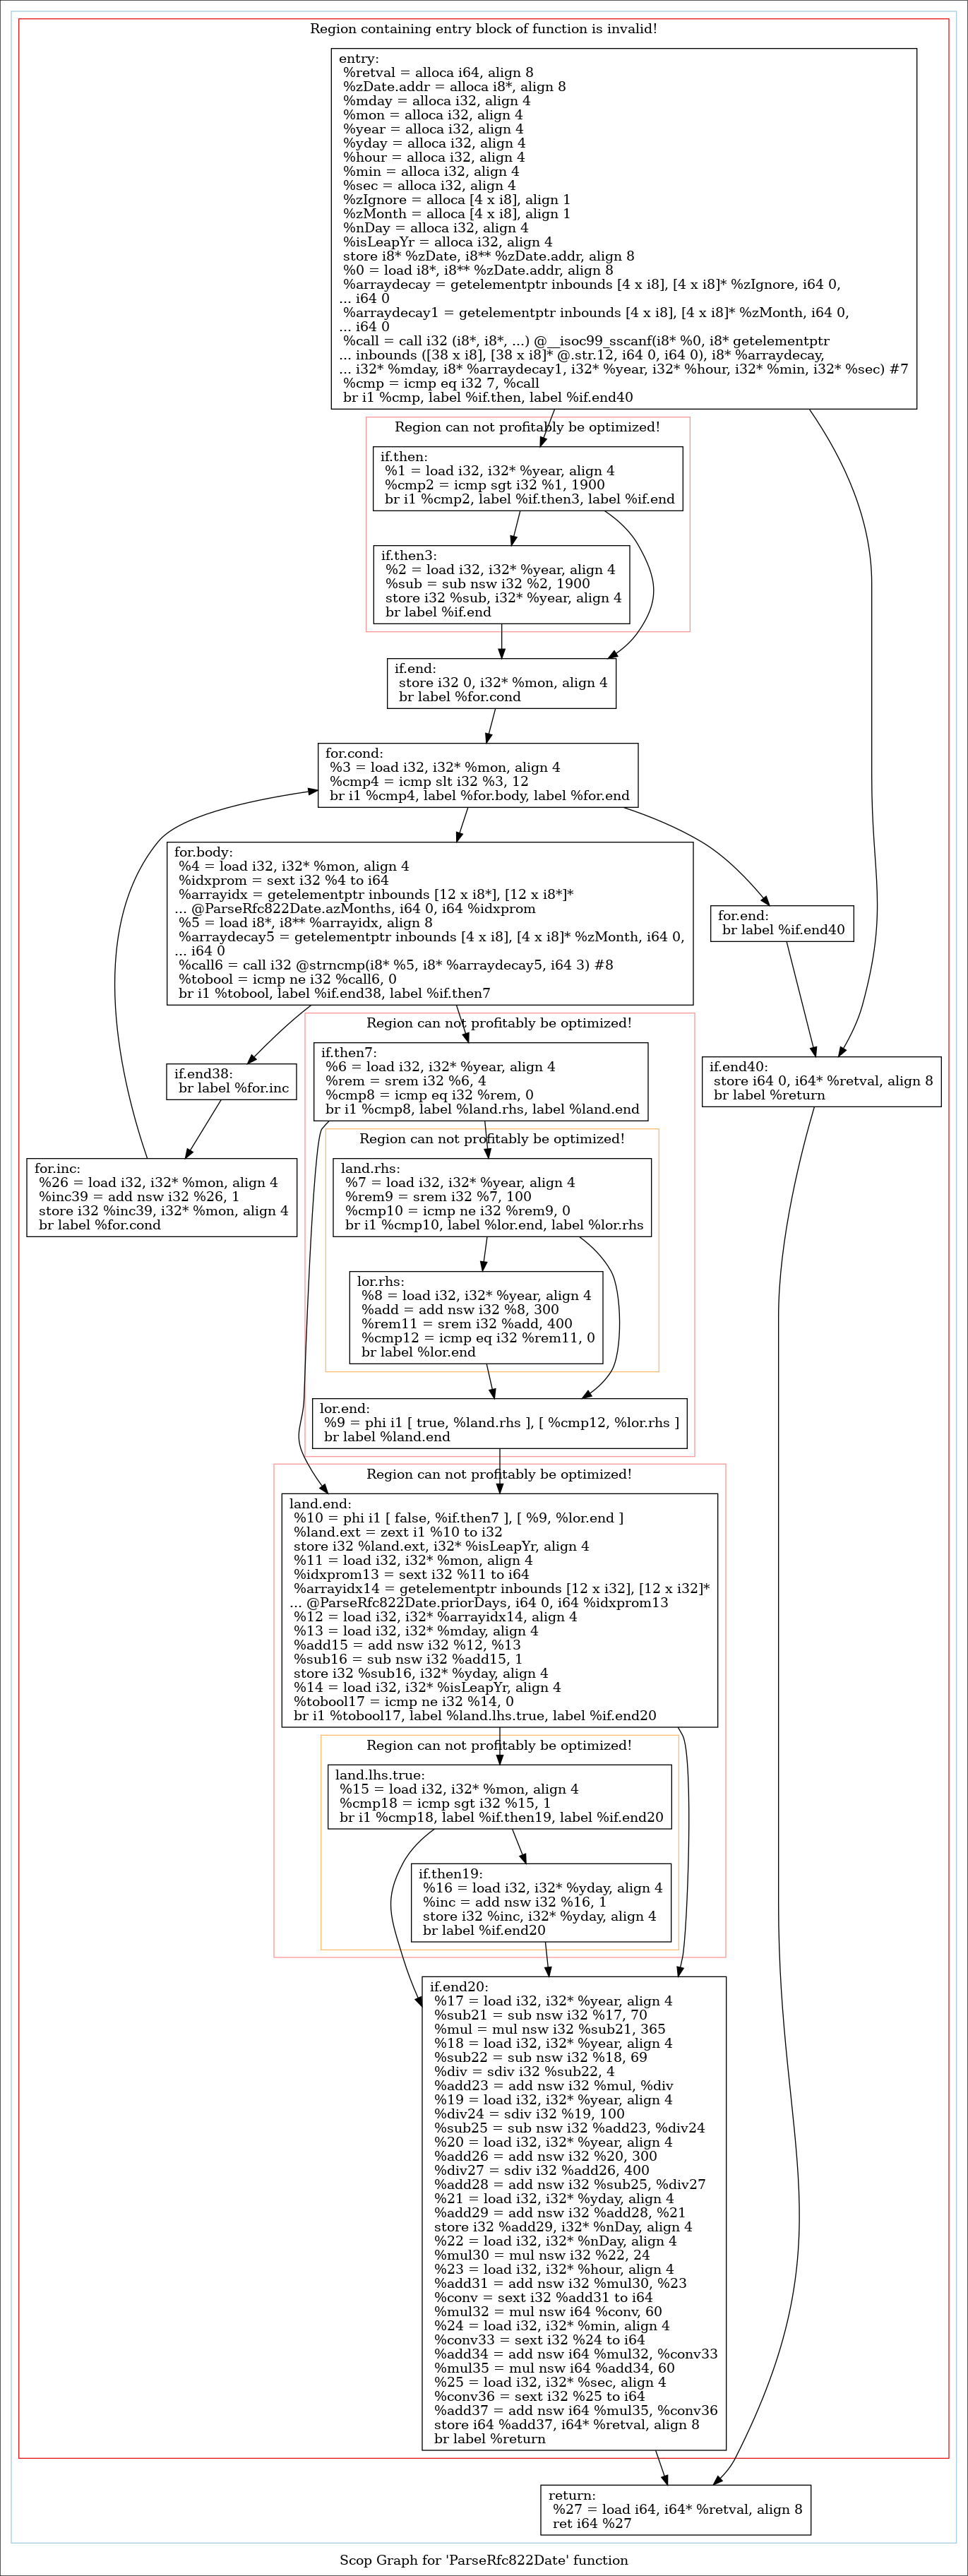 Region containing entry block of function is invalid!
entry:
%retval = alloca i64, align 8
%zDate.addr = alloca i8*, align 8
%mday = alloca i32, align 4
%mon = alloca i32, align 4
%year = alloca i32, align 4
%yday = alloca i32, align 4
%hour = alloca i32, align 4
%min = alloca i32, align 4
%sec = alloca i32, align 4
%zIgnore = alloca [4 x i8], align 1
%zMonth = alloca [4 x i8], align 1
%nDay = alloca i32, align 4
%isLeapYr = alloca i32, align 4
store i8* %zDate, i8** %zDate.addr, align 8
%0 = load i8*, i8** %zDate.addr, align 8
%arraydecay = getelementptr inbounds [4 x i8], [4 x i8]* %zIgnore, i64 0,
... i64 0
%arraydecay1 = getelementptr inbounds [4 x i8], [4 x i8]* %zMonth, i64 0,
... i64 0
%call = call i32 (i8*, i8*, ...) @__isoc99_sscanf(i8* %0, i8* getelementptr
... inbounds ([38 x i8], [38 x i8]* @.str.12, i64 0, i64 0), i8* %arraydecay,
... i32* %mday, i8* %arraydecay1, i32* %year, i32* %hour, i32* %min, i32* %sec) #7
%cmp = icmp eq i32 7, %call
br i1 %cmp, label %if.then, label %if.end40
Region can not profitably be optimized!
if.then:
%1 = load i32, i32* %year, align 4
%cmp2 = icmp sgt i32 %1, 1900
br i1 %cmp2, label %if.then3, label %if.end
if.then3:
%2 = load i32, i32* %year, align 4
%sub = sub nsw i32 %2, 1900
store i32 %sub, i32* %year, align 4
br label %if.end
if.end:
store i32 0, i32* %mon, align 4
br label %for.cond
for.cond:
%3 = load i32, i32* %mon, align 4
%cmp4 = icmp slt i32 %3, 12
br i1 %cmp4, label %for.body, label %for.end
for.body:
%4 = load i32, i32* %mon, align 4
%idxprom = sext i32 %4 to i64
%arrayidx = getelementptr inbounds [12 x i8*], [12 x i8*]*
... @ParseRfc822Date.azMonths, i64 0, i64 %idxprom
%5 = load i8*, i8** %arrayidx, align 8
%arraydecay5 = getelementptr inbounds [4 x i8], [4 x i8]* %zMonth, i64 0,
... i64 0
%call6 = call i32 @strncmp(i8* %5, i8* %arraydecay5, i64 3) #8
%tobool = icmp ne i32 %call6, 0
br i1 %tobool, label %if.end38, label %if.then7
for.end:
br label %if.end40
Region can not profitably be optimized!
if.then7:
%6 = load i32, i32* %year, align 4
%rem = srem i32 %6, 4
%cmp8 = icmp eq i32 %rem, 0
br i1 %cmp8, label %land.rhs, label %land.end
if.end38:
br label %for.inc
if.end40:
store i64 0, i64* %retval, align 8
br label %return
for.inc:
%26 = load i32, i32* %mon, align 4
%inc39 = add nsw i32 %26, 1
store i32 %inc39, i32* %mon, align 4
br label %for.cond
Region can not profitably be optimized!
land.rhs:
%7 = load i32, i32* %year, align 4
%rem9 = srem i32 %7, 100
%cmp10 = icmp ne i32 %rem9, 0
br i1 %cmp10, label %lor.end, label %lor.rhs
lor.rhs:
%8 = load i32, i32* %year, align 4
%add = add nsw i32 %8, 300
%rem11 = srem i32 %add, 400
%cmp12 = icmp eq i32 %rem11, 0
br label %lor.end
lor.end:
%9 = phi i1 [ true, %land.rhs ], [ %cmp12, %lor.rhs ]
br label %land.end
Region can not profitably be optimized!
land.end:
%10 = phi i1 [ false, %if.then7 ], [ %9, %lor.end ]
%land.ext = zext i1 %10 to i32
store i32 %land.ext, i32* %isLeapYr, align 4
%11 = load i32, i32* %mon, align 4
%idxprom13 = sext i32 %11 to i64
%arrayidx14 = getelementptr inbounds [12 x i32], [12 x i32]*
... @ParseRfc822Date.priorDays, i64 0, i64 %idxprom13
%12 = load i32, i32* %arrayidx14, align 4
%13 = load i32, i32* %mday, align 4
%add15 = add nsw i32 %12, %13
%sub16 = sub nsw i32 %add15, 1
store i32 %sub16, i32* %yday, align 4
%14 = load i32, i32* %isLeapYr, align 4
%tobool17 = icmp ne i32 %14, 0
br i1 %tobool17, label %land.lhs.true, label %if.end20
Region can not profitably be optimized!
land.lhs.true:
%15 = load i32, i32* %mon, align 4
%cmp18 = icmp sgt i32 %15, 1
br i1 %cmp18, label %if.then19, label %if.end20
if.then19:
%16 = load i32, i32* %yday, align 4
%inc = add nsw i32 %16, 1
store i32 %inc, i32* %yday, align 4
br label %if.end20
if.end20:
%17 = load i32, i32* %year, align 4
%sub21 = sub nsw i32 %17, 70
%mul = mul nsw i32 %sub21, 365
%18 = load i32, i32* %year, align 4
%sub22 = sub nsw i32 %18, 69
%div = sdiv i32 %sub22, 4
%add23 = add nsw i32 %mul, %div
%19 = load i32, i32* %year, align 4
%div24 = sdiv i32 %19, 100
%sub25 = sub nsw i32 %add23, %div24
%20 = load i32, i32* %year, align 4
%add26 = add nsw i32 %20, 300
%div27 = sdiv i32 %add26, 400
%add28 = add nsw i32 %sub25, %div27
%21 = load i32, i32* %yday, align 4
%add29 = add nsw i32 %add28, %21
store i32 %add29, i32* %nDay, align 4
%22 = load i32, i32* %nDay, align 4
%mul30 = mul nsw i32 %22, 24
%23 = load i32, i32* %hour, align 4
%add31 = add nsw i32 %mul30, %23
%conv = sext i32 %add31 to i64
%mul32 = mul nsw i64 %conv, 60
%24 = load i32, i32* %min, align 4
%conv33 = sext i32 %24 to i64
%add34 = add nsw i64 %mul32, %conv33
%mul35 = mul nsw i64 %add34, 60
%25 = load i32, i32* %sec, align 4
%conv36 = sext i32 %25 to i64
%add37 = add nsw i64 %mul35, %conv36
store i64 %add37, i64* %retval, align 8
br label %return
return:
%27 = load i64, i64* %retval, align 8
ret i64 %27
Scop Graph for 'ParseRfc822Date' function